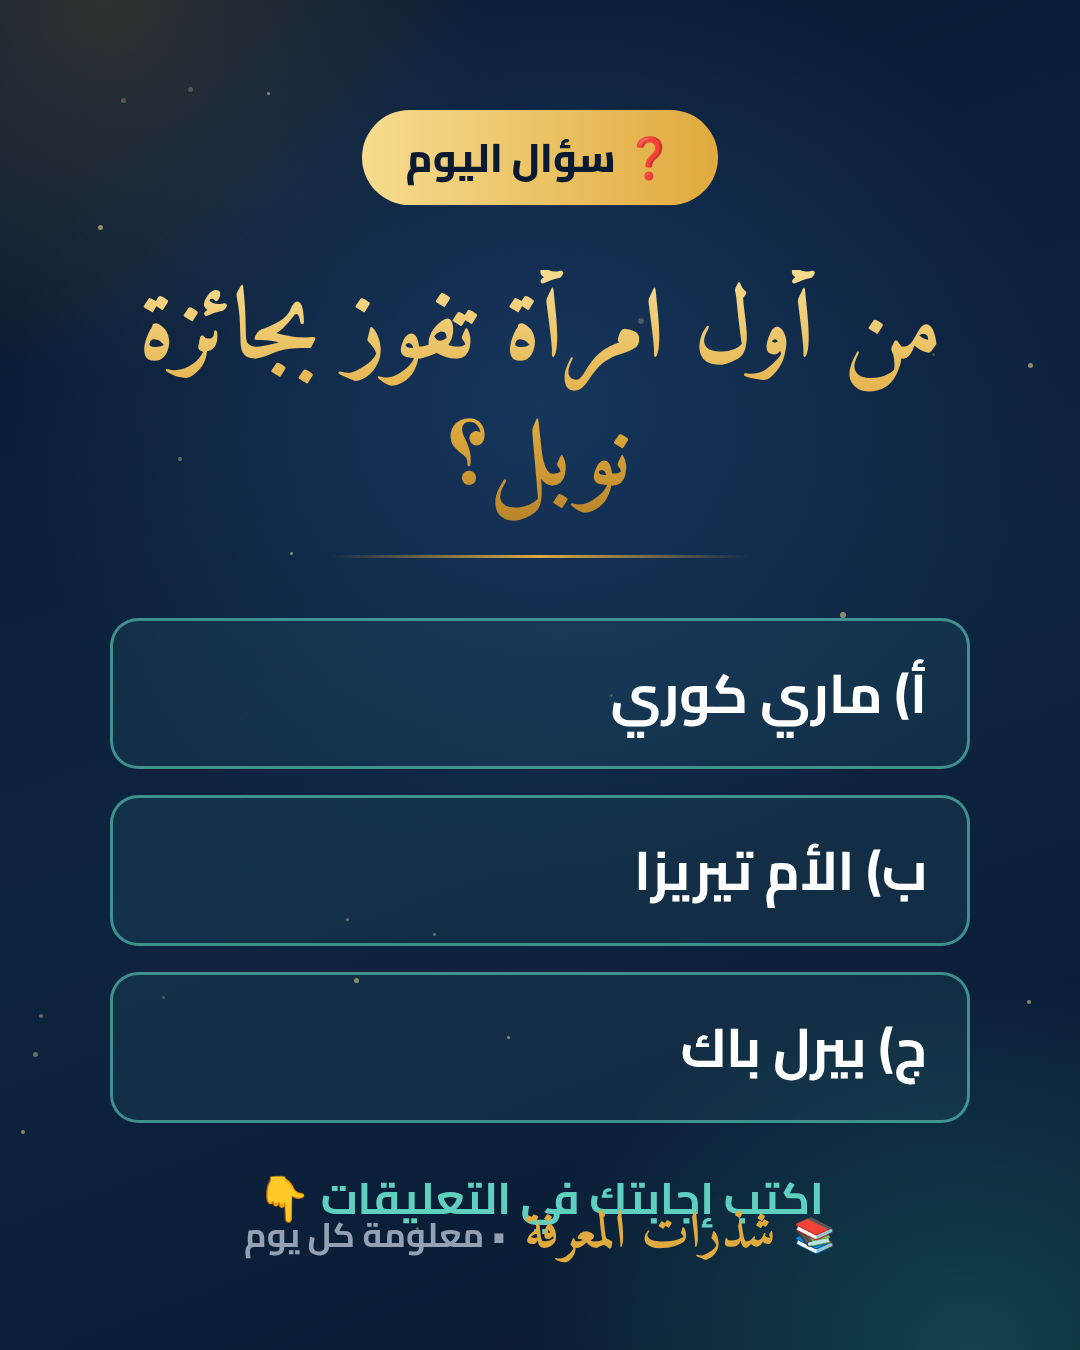 ❓ سؤال اليوم
من أول امرأة تفوز بجائزة
نوبل؟
أ) ماري كوري
ب) الأم تيريزا
ج) بيرل باك
اكتب إجابتك في التعليقات 👇
📚 شذرات المعرفة ▪ معلومة كل يوم